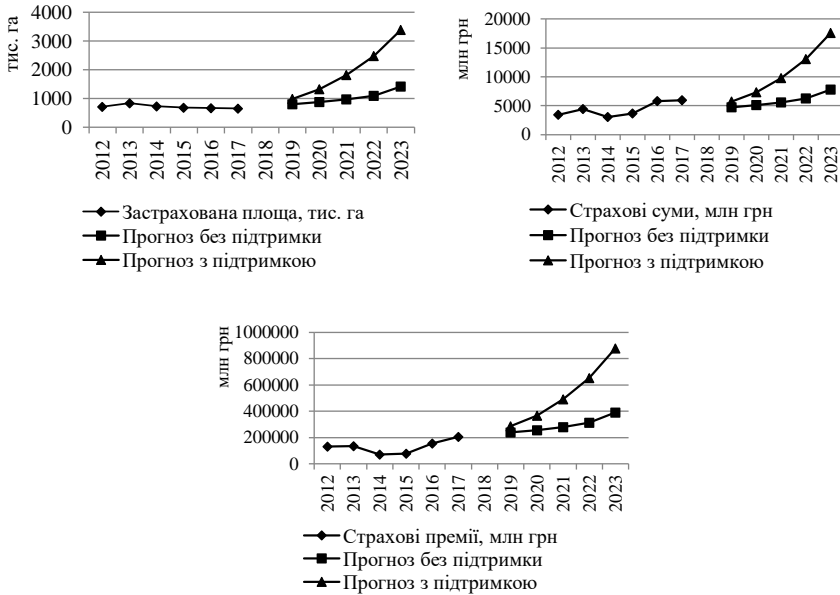 тис. га
4000
3000
2000
1000
0
2012 2013 2014 2015 2016 2017 2018 2019 2020 2021 2022 2023
Застрахована площа, тис. га
Прогноз без підтримки
Прогноз з підтримкою
млн грн
20000
15000
10000
5000
0
2012 2013 2014 2015 2016 2017 2018 2019 2020 2021 2022 2023
Страхові суми, млн грн
Прогноз без підтримки
Прогноз з підтримкою
млн грн
1000000
800000
600000
400000
200000
0
2012 2013 2014 2015 2016 2017 2018 2019 2020 2021 2022 2023
Страхові премії, млн грн
Прогноз без підтримки
Прогноз з підтримкою